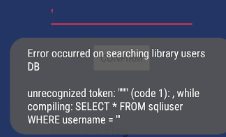 '
Error occurred on searching library users
DB
unrecognized token: "'''" (code 1): , while
compiling: SELECT * FROM sqliuser
WHERE username = '''